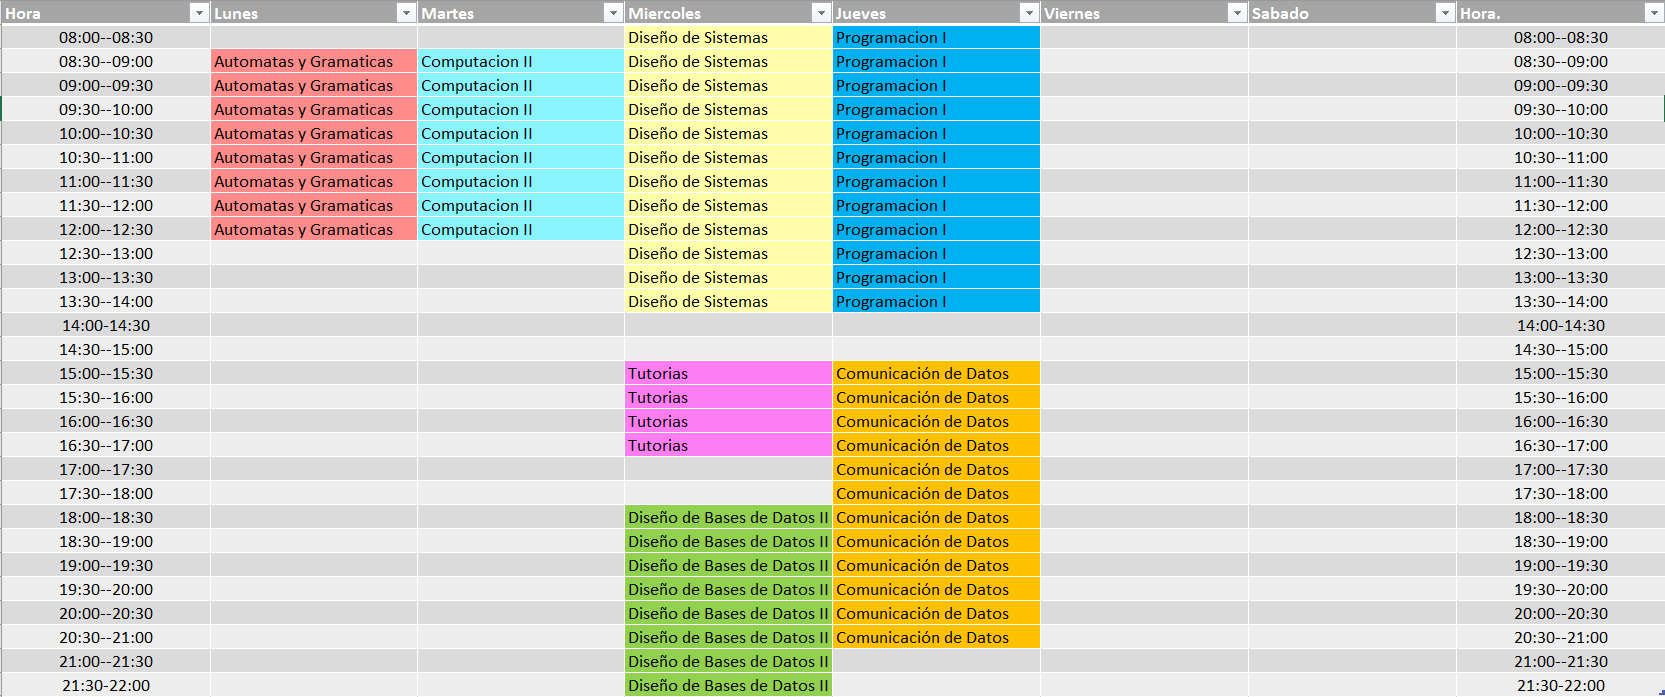 Hora Lunes Martes Miercoles Jueves Viernes Sabado Hora.
08:00--08:30 Diseño de Sistemas Programacion I 08:00--08:30
08:30--09:00 Automatas y Gramaticas Computacion II Diseño de Sistemas Programacion I 08:30--09:00
09:00--09:30 Automatas y Gramaticas Computacion II Diseño de Sistemas Programacion I 09:00--09:30
09:30--10:00 Automatas y Gramaticas Computacion II Diseño de Sistemas Programacion I 09:30--10:00
10:00--10:30 Automatas y Gramaticas Computacion II Diseño de Sistemas Programacion I 10:00--10:30
10:30--11:00 Automatas y Gramaticas Computacion II Diseño de Sistemas Programacion I 10:30--11:00
11:00--11:30 Automatas y Gramaticas Computacion II Diseño de Sistemas Programacion I 11:00--11:30
11:30--12:00 Automatas y Gramaticas Computacion II Diseño de Sistemas Programacion I 11:30--12:00
12:00--12:30 Automatas y Gramaticas Computacion II Diseño de Sistemas Programacion I 12:00--12:30
12:30--13:00 Diseño de Sistemas Programacion I 12:30--13:00
13:00--13:30 Diseño de Sistemas Programacion I 13:00--13:30
13:30--14:00 Diseño de Sistemas Programacion I 13:30--14:00
14:00-14:30 14:00-14:30
14:30--15:00 14:30--15:00
15:00--15:30 Tutorias Comunicación de Datos 15:00--15:30
15:30--16:00 Tutorias Comunicación de Datos 15:30--16:00
16:00--16:30 Tutorias Comunicación de Datos 16:00--16:30
16:30--17:00 Tutorias Comunicación de Datos 16:30--17:00
17:00--17:30 Comunicación de Datos 17:00--17:30
17:30--18:00 Comunicación de Datos 17:30--18:00
18:00--18:30 Diseño de Bases de Datos II Comunicación de Datos 18:00--18:30
18:30--19:00 Diseño de Bases de Datos II Comunicación de Datos 18:30--19:00
19:00--19:30 Diseño de Bases de Datos II Comunicación de Datos 19:00--19:30
19:30--20:00 Diseño de Bases de Datos II Comunicación de Datos 19:30--20:00
20:00--20:30 Diseño de Bases de Datos II Comunicación de Datos 20:00--20:30
20:30--21:00 Diseño de Bases de Datos II Comunicación de Datos 20:30--21:00
21:00--21:30 Diseño de Bases de Datos II 21:00--21:30
21:30-22:00 Diseño de Bases de Datos II 21:30-22:00